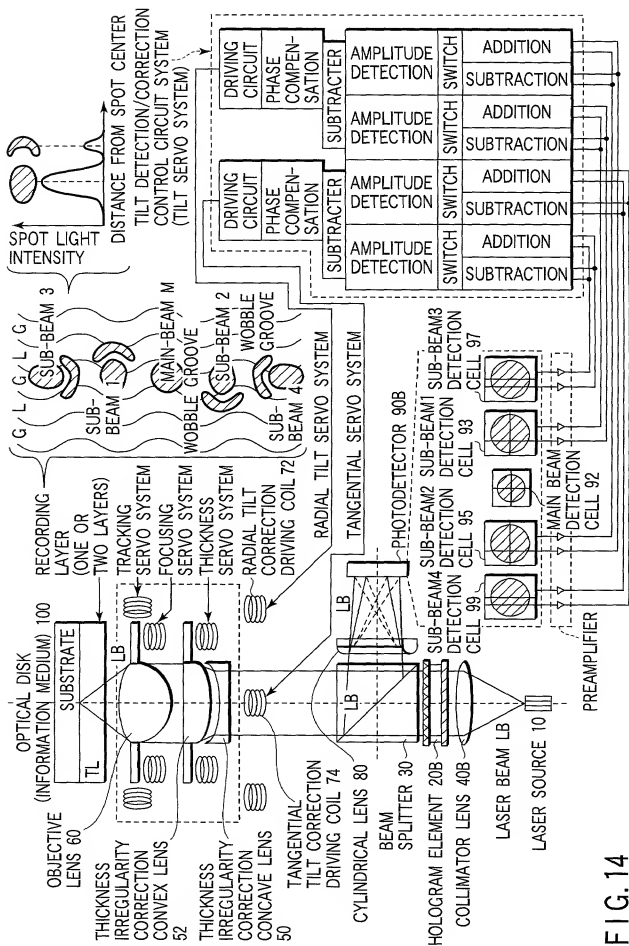 OPTICAL DISK
(INFORMATION MEDIUM) 100
RECORDING
LAYER
(ONE OR
TWO LAYERS)
SUBSTRATE
TL
LB
OBJECTIVE
LENS 60
TRACKING
SERVO SYSTEM
FOCUSING
SERVO SYSTEM
THICKNESS
SERVO SYSTEM
THICKNESS
IRREGULARITY
CORRECTION
CONVEX LENS
52
THICKNESS
IRREGULARITY
CORRECTION
CONCAVE LENS
50
RADIAL TILT
CORRECTION
DRIVING COIL 72
TANGENTIAL
TILT CORRECTION
DRIVING COIL 74
RADIAL TILT SERVO SYSTEM
TANGENTIAL SERVO SYSTEM
CYLINDRICAL LENS 80
BEAM
SPLITTER 30
LB
LB
PHOTODETECTOR 90B
HOLOGRAM ELEMENT 20B
COLLIMATOR LENS 40B
LASER BEAM LB
LASER SOURCE 10
G L G L G
SUB-BEAM 3
SUB-
BEAM 1
MAIN-BEAM M
WOBBLE GROOVE
SUB-BEAM 2
WOBBLE
GROOVE
SUB-
BEAM 4
SPOT LIGHT
INTENSITY
DISTANCE FROM SPOT CENTER
TILT DETECTION/CORRECTION
CONTROL CIRCUIT SYSTEM
(TILT SERVO SYSTEM)
DRIVING
CIRCUIT
PHASE
COMPEN-
SATION
SUBTRACTER
AMPLITUDE
DETECTION
AMPLITUDE
DETECTION
SWITCH
SWITCH
ADDITION
SUBTRACTION
ADDITION
SUBTRACTION
DRIVING
CIRCUIT
PHASE
COMPEN-
SATION
SUBTRACTER
AMPLITUDE
DETECTION
AMPLITUDE
DETECTION
SWITCH
SWITCH
ADDITION
SUBTRACTION
ADDITION
SUBTRACTION
SUB-BEAM4
DETECTION
CELL 99
SUB-BEAM2
DETECTION
CELL 95
SUB-BEAM1
DETECTION
CELL 93
SUB-BEAM3
DETECTION
CELL 97
MAIN BEAM
DETECTION
CELL 92
PREAMPLIFIER
FIG. 14